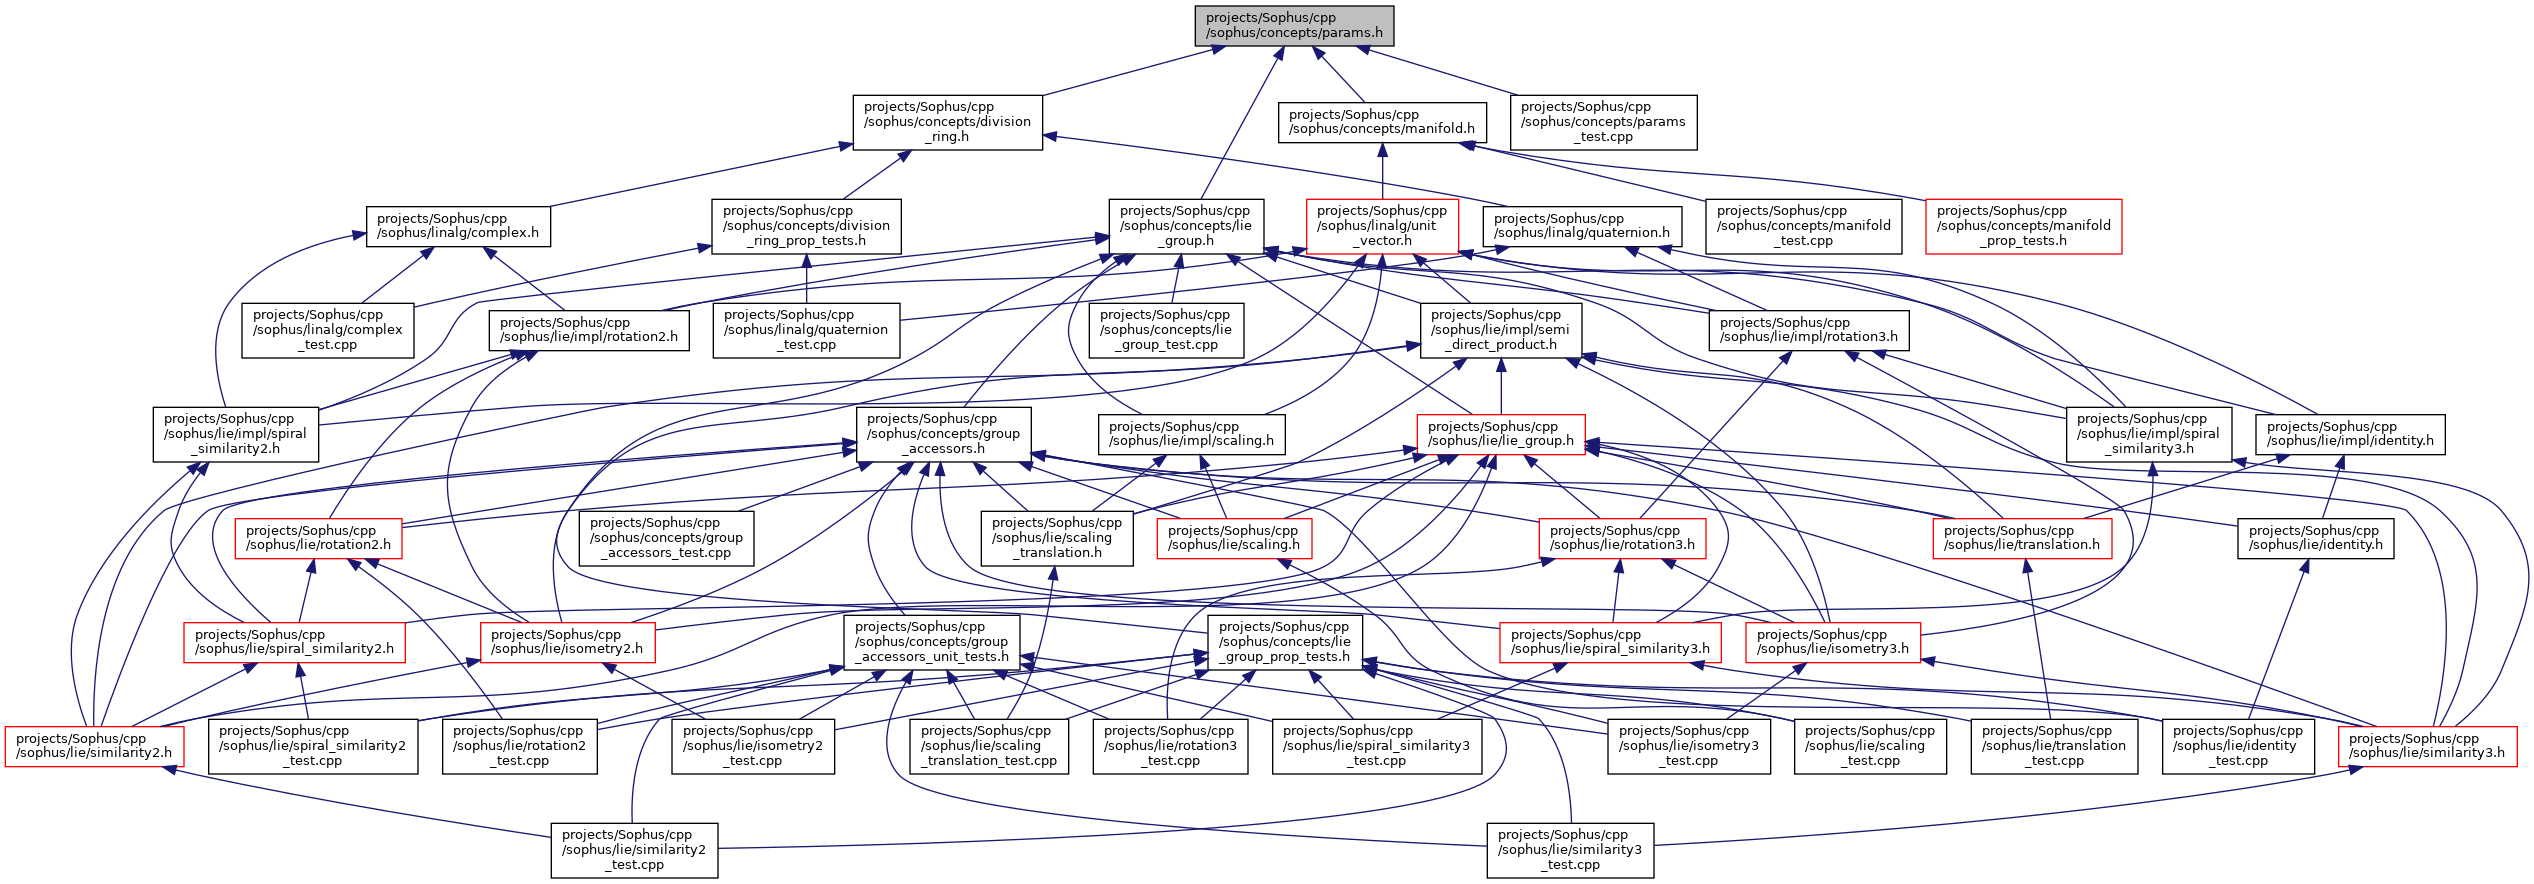 projects/Sophus/cpp
/sophus/concepts/params.h
projects/Sophus/cpp
/sophus/concepts/division
_ring.h
projects/Sophus/cpp
/sophus/concepts/manifold.h
projects/Sophus/cpp
/sophus/concepts/params
_test.cpp
projects/Sophus/cpp
/sophus/linalg/complex.h
projects/Sophus/cpp
/sophus/concepts/division
_ring_prop_tests.h
projects/Sophus/cpp
/sophus/concepts/lie
_group.h
projects/Sophus/cpp
/sophus/linalg/unit
_vector.h
projects/Sophus/cpp
/sophus/linalg/quaternion.h
projects/Sophus/cpp
/sophus/concepts/manifold
_test.cpp
projects/Sophus/cpp
/sophus/concepts/manifold
_prop_tests.h
projects/Sophus/cpp
/sophus/linalg/complex
_test.cpp
projects/Sophus/cpp
/sophus/lie/impl/rotation2.h
projects/Sophus/cpp
/sophus/linalg/quaternion
_test.cpp
projects/Sophus/cpp
/sophus/concepts/lie
_group_test.cpp
projects/Sophus/cpp
/sophus/lie/impl/semi
_direct_product.h
projects/Sophus/cpp
/sophus/lie/impl/rotation3.h
projects/Sophus/cpp
/sophus/lie/impl/spiral
_similarity2.h
projects/Sophus/cpp
/sophus/concepts/group
_accessors.h
projects/Sophus/cpp
/sophus/lie/impl/scaling.h
projects/Sophus/cpp
/sophus/lie/lie_group.h
projects/Sophus/cpp
/sophus/lie/impl/spiral
_similarity3.h
projects/Sophus/cpp
/sophus/lie/impl/identity.h
projects/Sophus/cpp
/sophus/lie/rotation2.h
projects/Sophus/cpp
/sophus/concepts/group
_accessors_test.cpp
projects/Sophus/cpp
/sophus/lie/scaling
_translation.h
projects/Sophus/cpp
/sophus/lie/scaling.h
projects/Sophus/cpp
/sophus/lie/rotation3.h
projects/Sophus/cpp
/sophus/lie/translation.h
projects/Sophus/cpp
/sophus/lie/identity.h
projects/Sophus/cpp
/sophus/lie/spiral_similarity2.h
projects/Sophus/cpp
/sophus/lie/isometry2.h
projects/Sophus/cpp
/sophus/concepts/group
_accessors_unit_tests.h
projects/Sophus/cpp
/sophus/concepts/lie
_group_prop_tests.h
projects/Sophus/cpp
/sophus/lie/spiral_similarity3.h
projects/Sophus/cpp
/sophus/lie/isometry3.h
projects/Sophus/cpp
/sophus/lie/similarity2.h
projects/Sophus/cpp
/sophus/lie/spiral_similarity2
_test.cpp
projects/Sophus/cpp
/sophus/lie/rotation2
_test.cpp
projects/Sophus/cpp
/sophus/lie/isometry2
_test.cpp
projects/Sophus/cpp
/sophus/lie/scaling
_translation_test.cpp
projects/Sophus/cpp
/sophus/lie/rotation3
_test.cpp
projects/Sophus/cpp
/sophus/lie/spiral_similarity3
_test.cpp
projects/Sophus/cpp
/sophus/lie/isometry3
_test.cpp
projects/Sophus/cpp
/sophus/lie/scaling
_test.cpp
projects/Sophus/cpp
/sophus/lie/translation
_test.cpp
projects/Sophus/cpp
/sophus/lie/identity
_test.cpp
projects/Sophus/cpp
/sophus/lie/similarity3.h
projects/Sophus/cpp
/sophus/lie/similarity2
_test.cpp
projects/Sophus/cpp
/sophus/lie/similarity3
_test.cpp